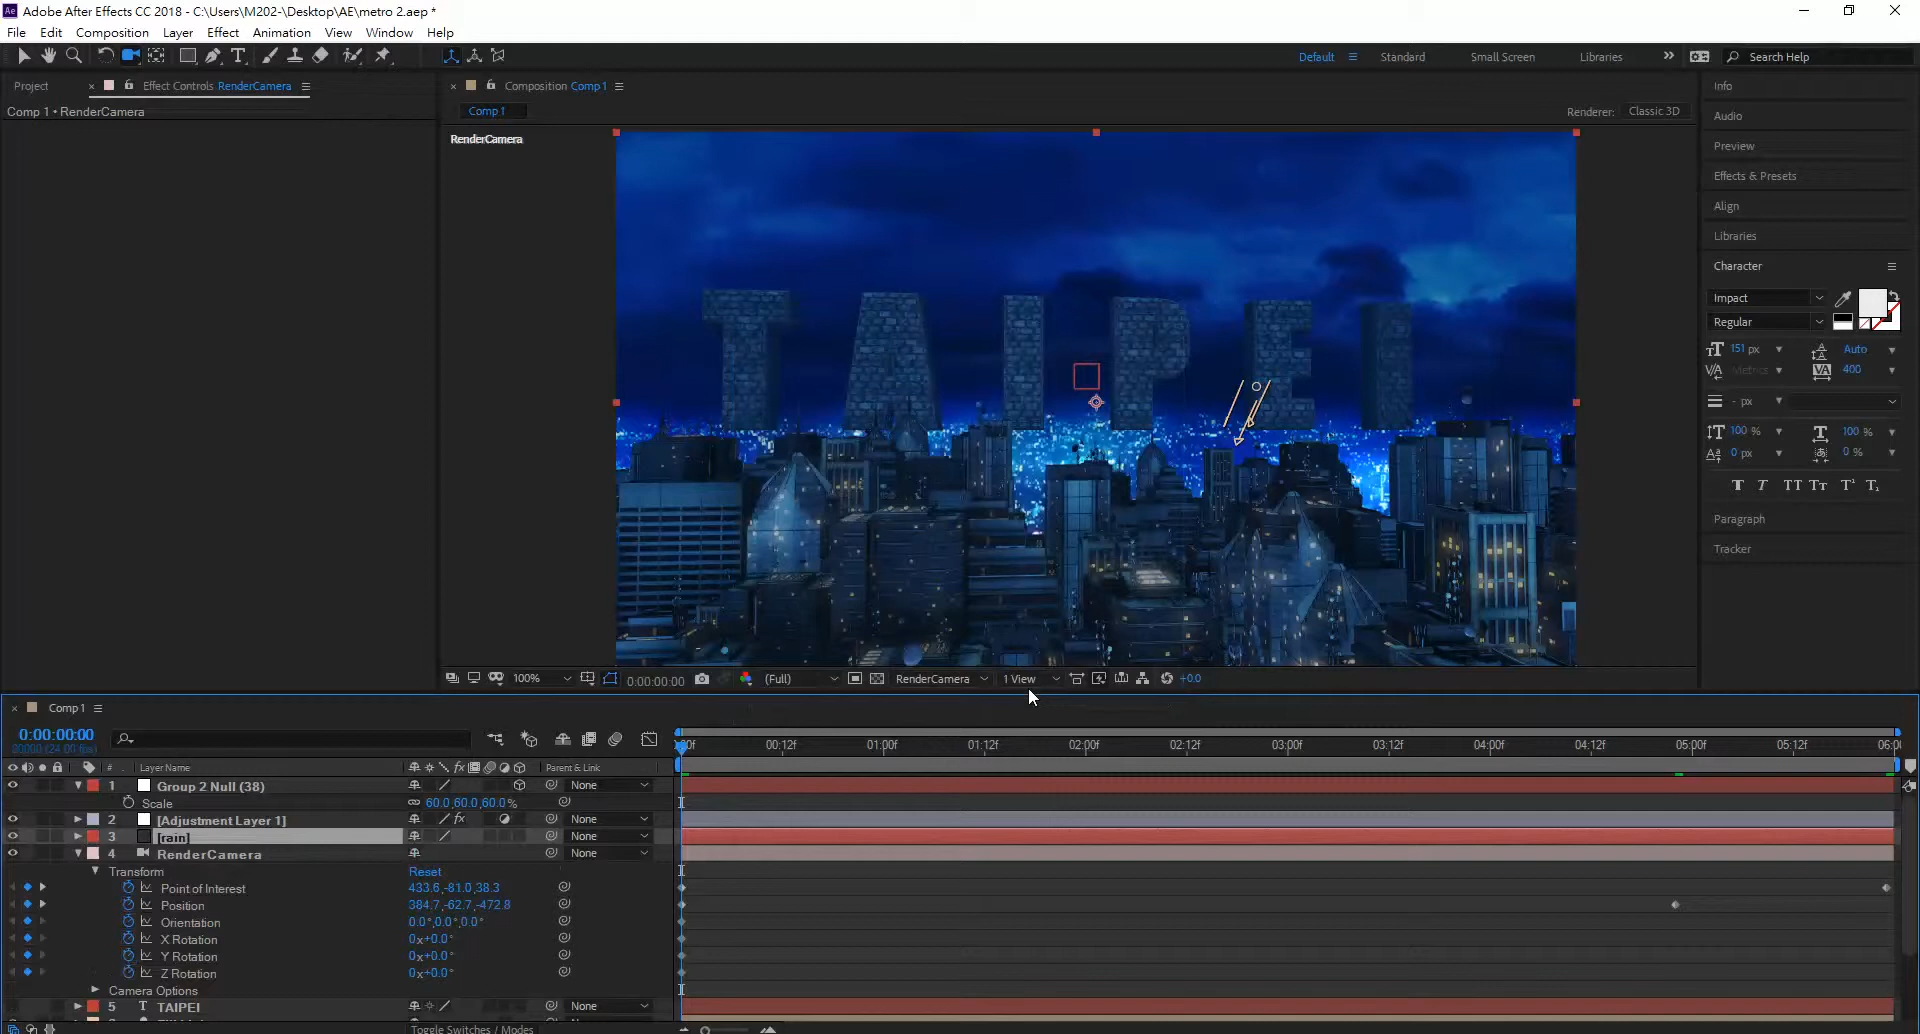 Adobe After Effects CC 2018 - C:\Users\M202-\Desktop\AE\metro 2.aep *
File Edit Composition Layer Effect Animation View Window Help
Default Standard Small Screen Libraries Search Help
Project Effect Controls RenderCamera
Comp 1 • RenderCamera
Composition Comp 1
Comp 1
Renderer: Classic 3D
RenderCamera
TAIPEI
100% 0:00:00:00 (Full) RenderCamera 1 View +0.0
Info
Audio
Preview
Effects & Presets
Align
Libraries
Character
Impact
Regular
151 px Auto
Metrics 400
- px
100 % 100 %
0 px 0 %
Paragraph
Tracker
Comp 1
0:00:00:00
00000 (24.00 fps)
00f 00:12f 01:00f 01:12f 02:00f 02:12f 03:00f 03:12f 04:00f 04:12f 05:00f 05:12f 06:00
# Layer Name Parent & Link
1 Group 2 Null (38) None
Scale 60.0,60.0,60.0%
2 [Adjustment Layer 1] None
3 [rain] None
4 RenderCamera None
Transform Reset
Point of Interest 433.6,-81.0,38.3
Position 384.7,-62.7,-472.8
Orientation 0.0°,0.0°,0.0°
X Rotation 0x+0.0°
Y Rotation 0x+0.0°
Z Rotation 0x+0.0°
Camera Options
5 T TAIPEI None
Toggle Switches / Modes